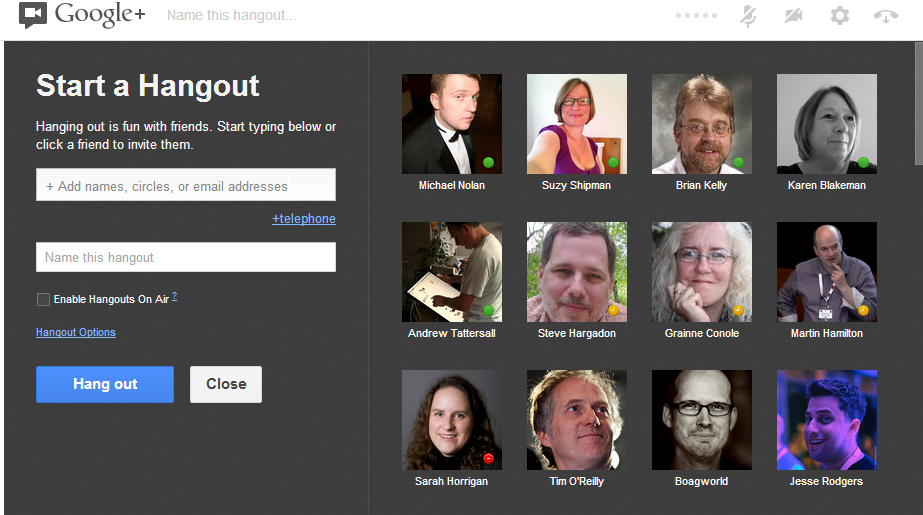 Google+ Name this hangout...
Start a Hangout
Hanging out is fun with friends. Start typing below or
click a friend to invite them.
+ Add names, circles, or email addresses
+telephone
Name this hangout
Enable Hangouts On Air ?
Hangout Options
Hang out Close
Michael Nolan Suzy Shipman Brian Kelly Karen Blakeman
Andrew Tattersall Steve Hargadon Grainne Conole Martin Hamilton
Sarah Horrigan Tim O'Reilly Boagworld Jesse Rodgers